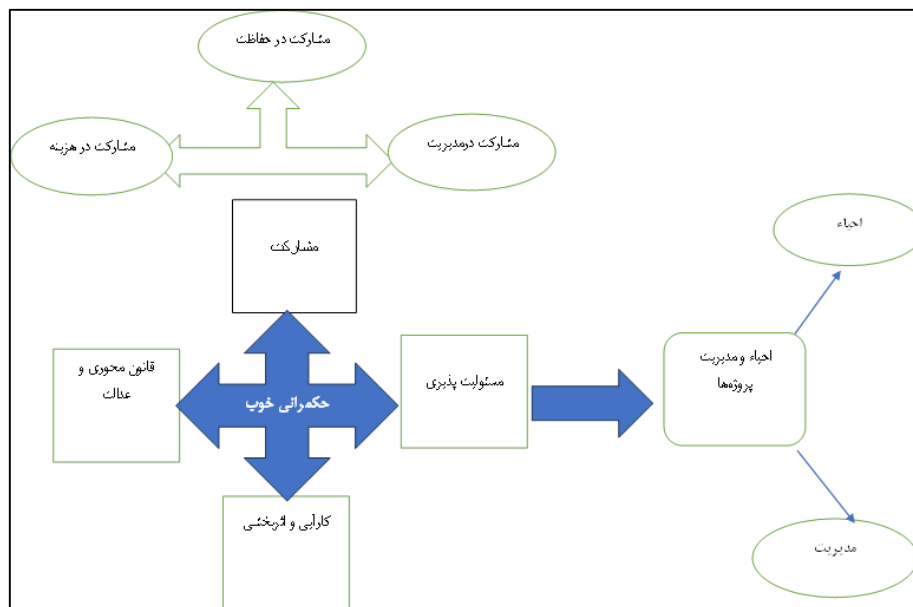 مشارکت در حفاظت
مشارکت در هزینه
مشارکت درمدیریت
مشارکت
احیاء
قانون محوری و
عدالت
حکمرانی خوب
مسئولیت پذیری
احیاء و مدیریت
پروژه‌ها
کارآیی و اثربخشی
مدیریت